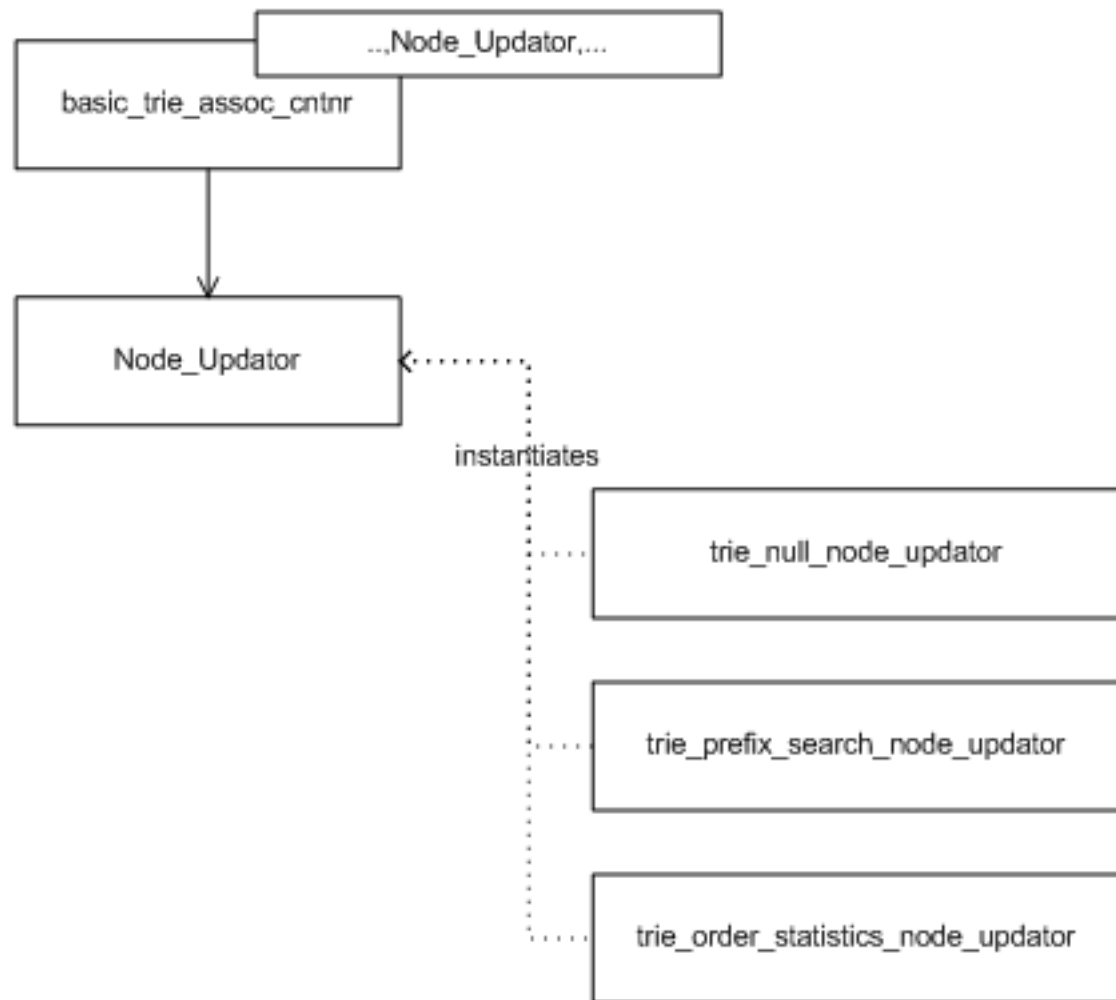 ..,Node_Updator,...
basic_trie_assoc_cntnr
Node_Updator
instantiates
trie_null_node_updator
trie_prefix_search_node_updator
trie_order_statistics_node_updator